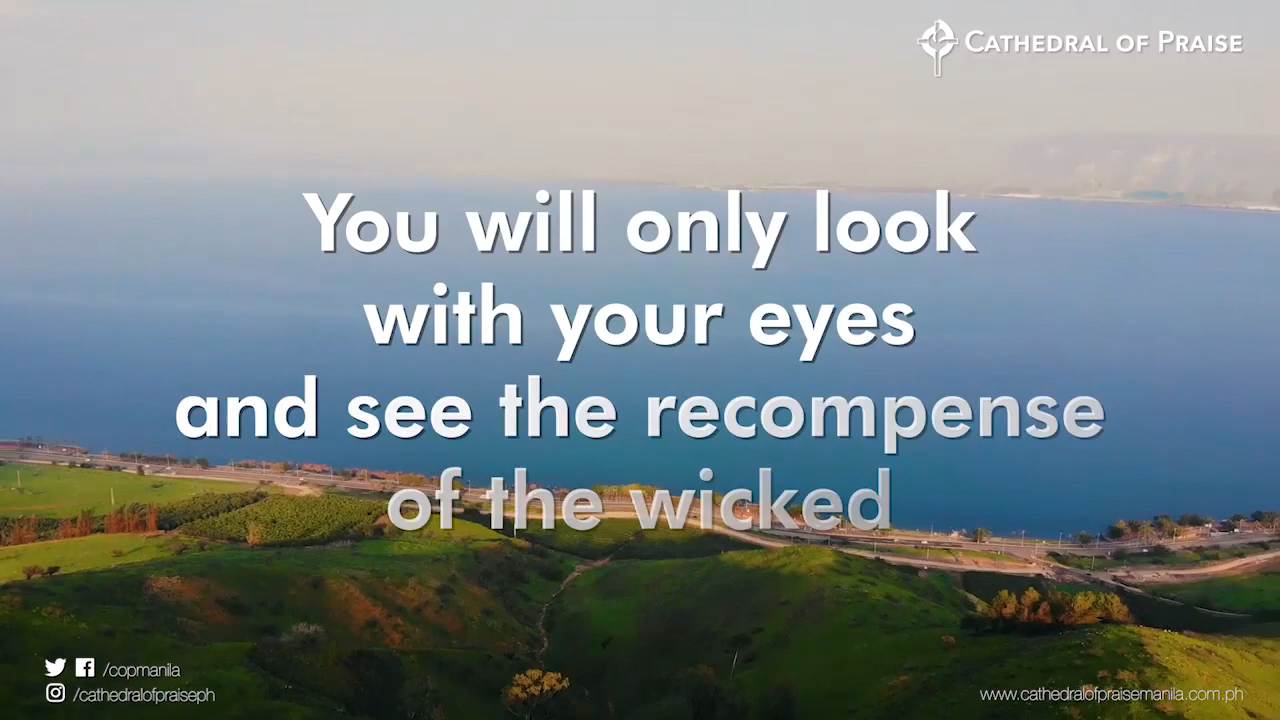 Cathedral of Praise
You will only look
with your eyes
and see the recompense
of the wicked
/copmanila
/cathedralofpraiseph
www.cathedralofpraisemanila.com.ph